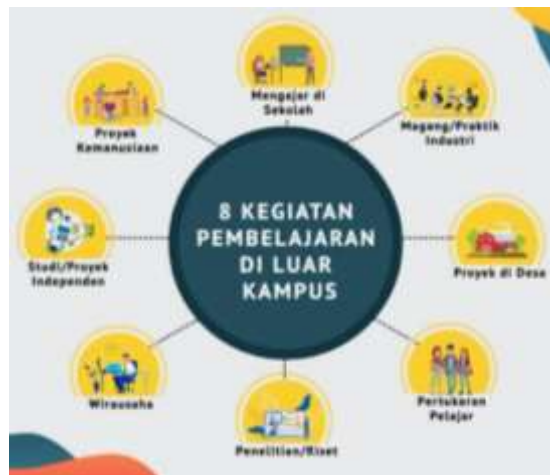 8 KEGIATAN
PEMBELAJARAN
DI LUAR
KAMPUS
Mengajar di
Sekolah
Magang/Praktik
Industri
Proyek di Desa
Pertukaran
Pelajar
Penelitian/Riset
Wirausaha
Studi/Proyek
Independen
Proyek
Kemanusiaan